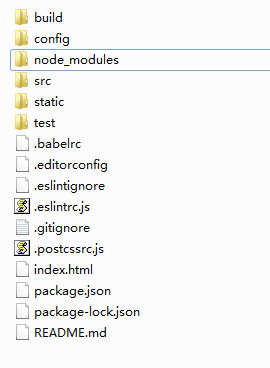 build
config
node_modules
src
static
test
.babelrc
.editorconfig
.eslintignore
.eslintrc.js
.gitignore
.postcssrc.js
index.html
package.json
package-lock.json
README.md